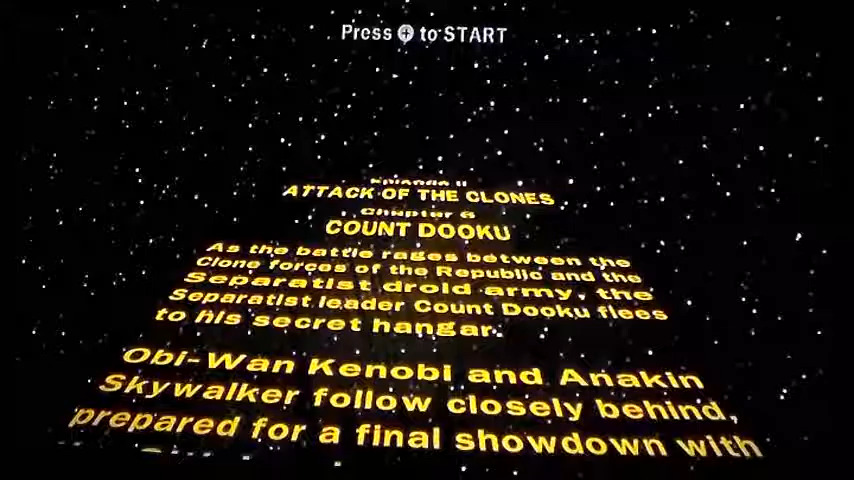 Press to START
Episode II
ATTACK OF THE CLONES
Chapter 6
COUNT DOOKU
As the battle rages between the
Clone forces of the Republic and the
Separatist droid army, the
Separatist leader Count Dooku flees
to his secret hangar.
Obi-Wan Kenobi and Anakin
Skywalker follow closely behind,
prepared for a final showdown with